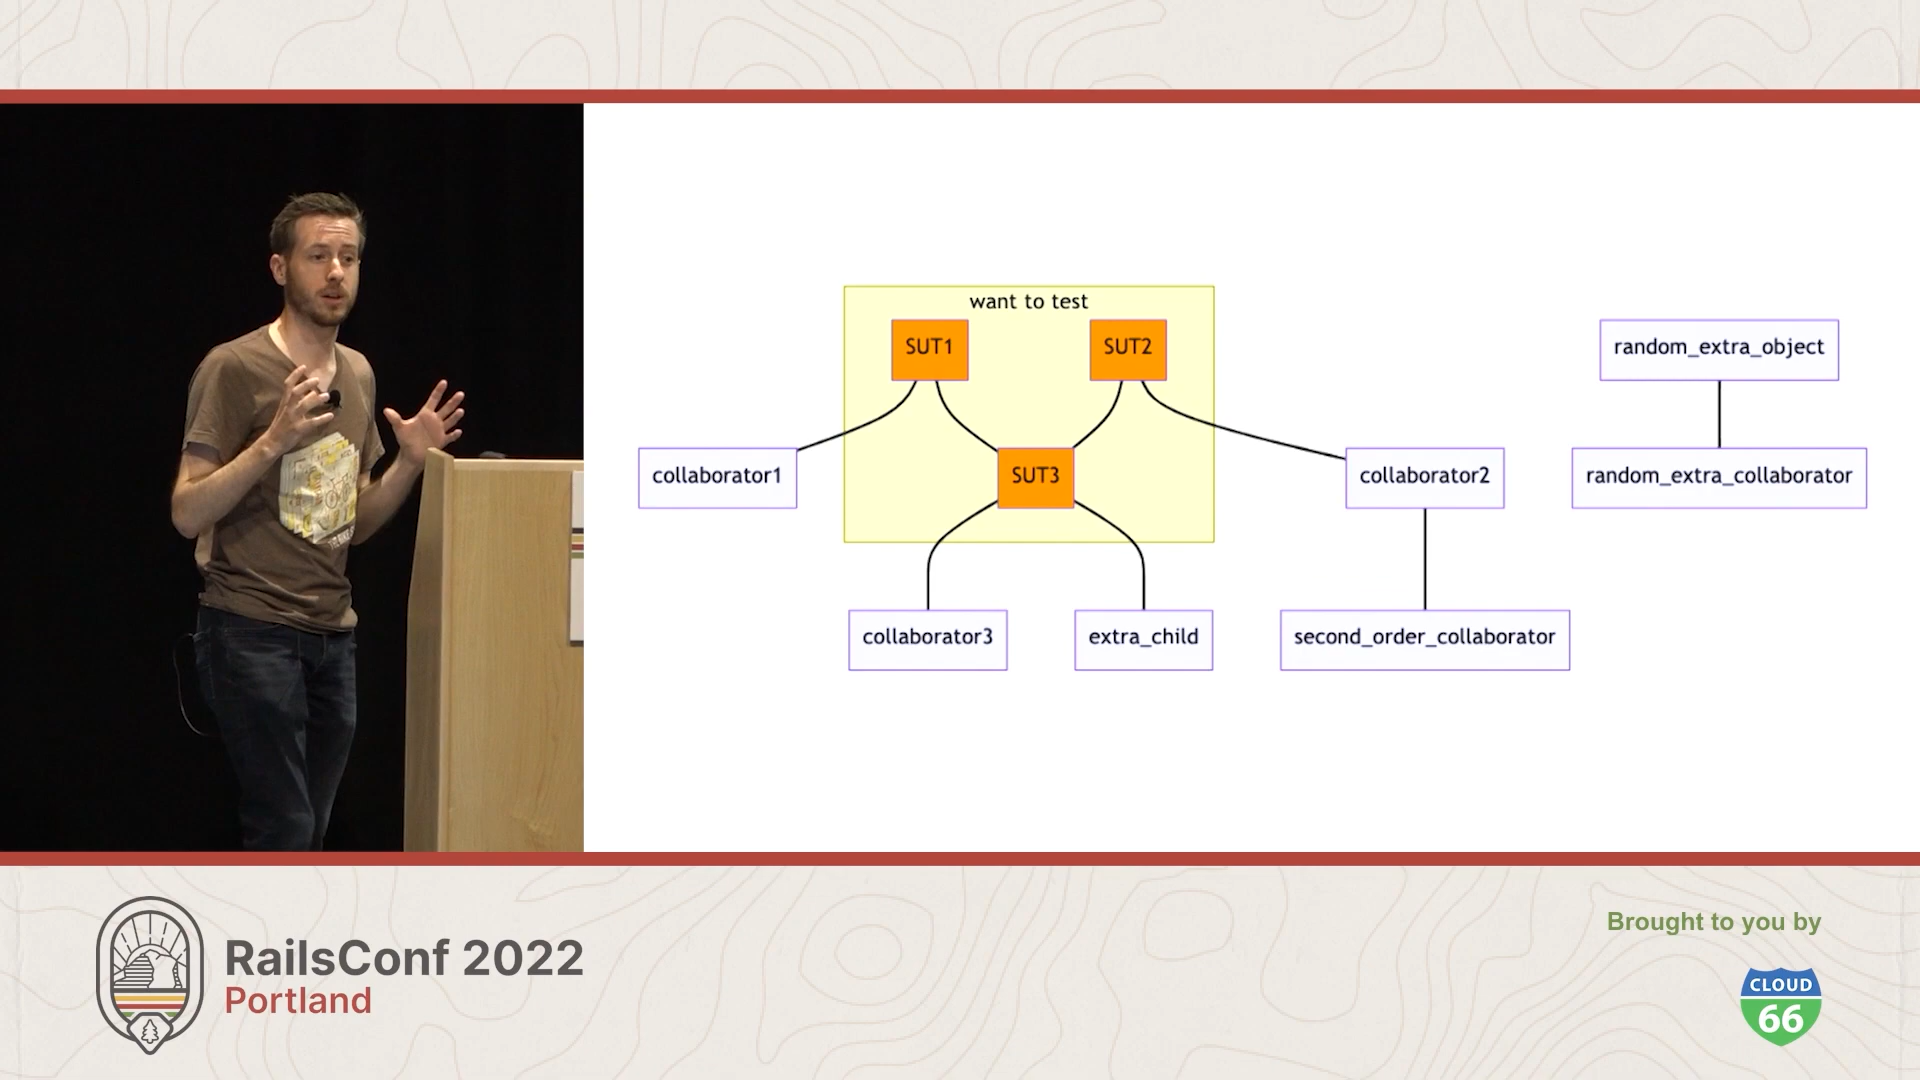 want to test
SUT1
SUT2
random_extra_object
collaborator1
SUT3
collaborator2
random_extra_collaborator
collaborator3
extra_child
second_order_collaborator
RailsConf 2022
Portland
Brought to you by
CLOUD
66